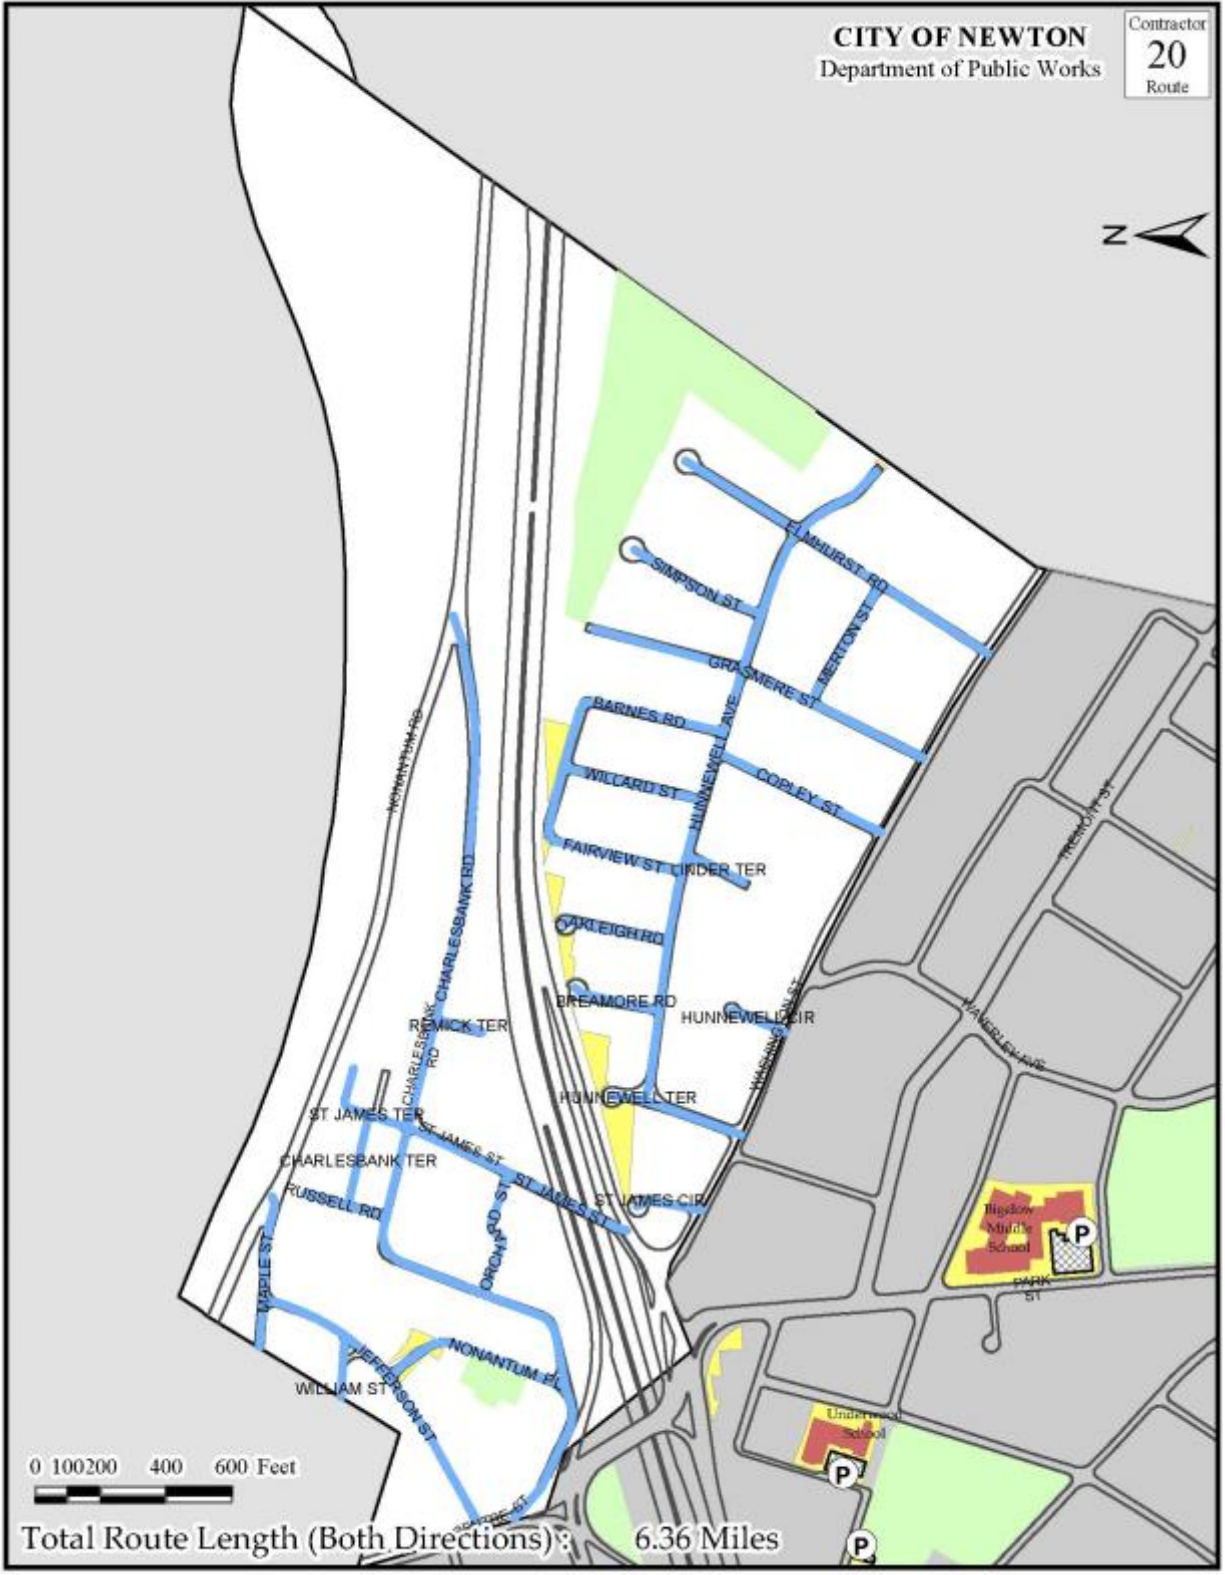 CITY OF NEWTON
Department of Public Works
Contractor
20
Route
N
ELMHURST RD
SIMPSON ST
MERTON ST
GRASMERE ST
BARNES RD
HUNNEWELL AVE
NONANTUM RD
WILLARD ST
COPLEY ST
TREMONT ST
FAIRVIEW ST
LINDER TER
CHARLESBANK RD
OAKLEIGH RD
BREAMORE RD
HUNNEWELL CIR
WASHINGTON ST
WAVERLEY AVE
REMICK TER
CHARLESBANK
RD
HUNNEWELL TER
ST JAMES TER
ST JAMES ST
CHARLESBANK TER
ST JAMES ST
ST JAMES CIR
RUSSELL RD
ORCHARD ST
Bigelow
Middle
School
P
MAPLE ST
PARK
ST
NONANTUM PL
JEFFERSON ST
WILLIAM ST
Underwood
School
P
0 100200 400 600 Feet
P
Total Route Length (Both Directions) : 6.36 Miles